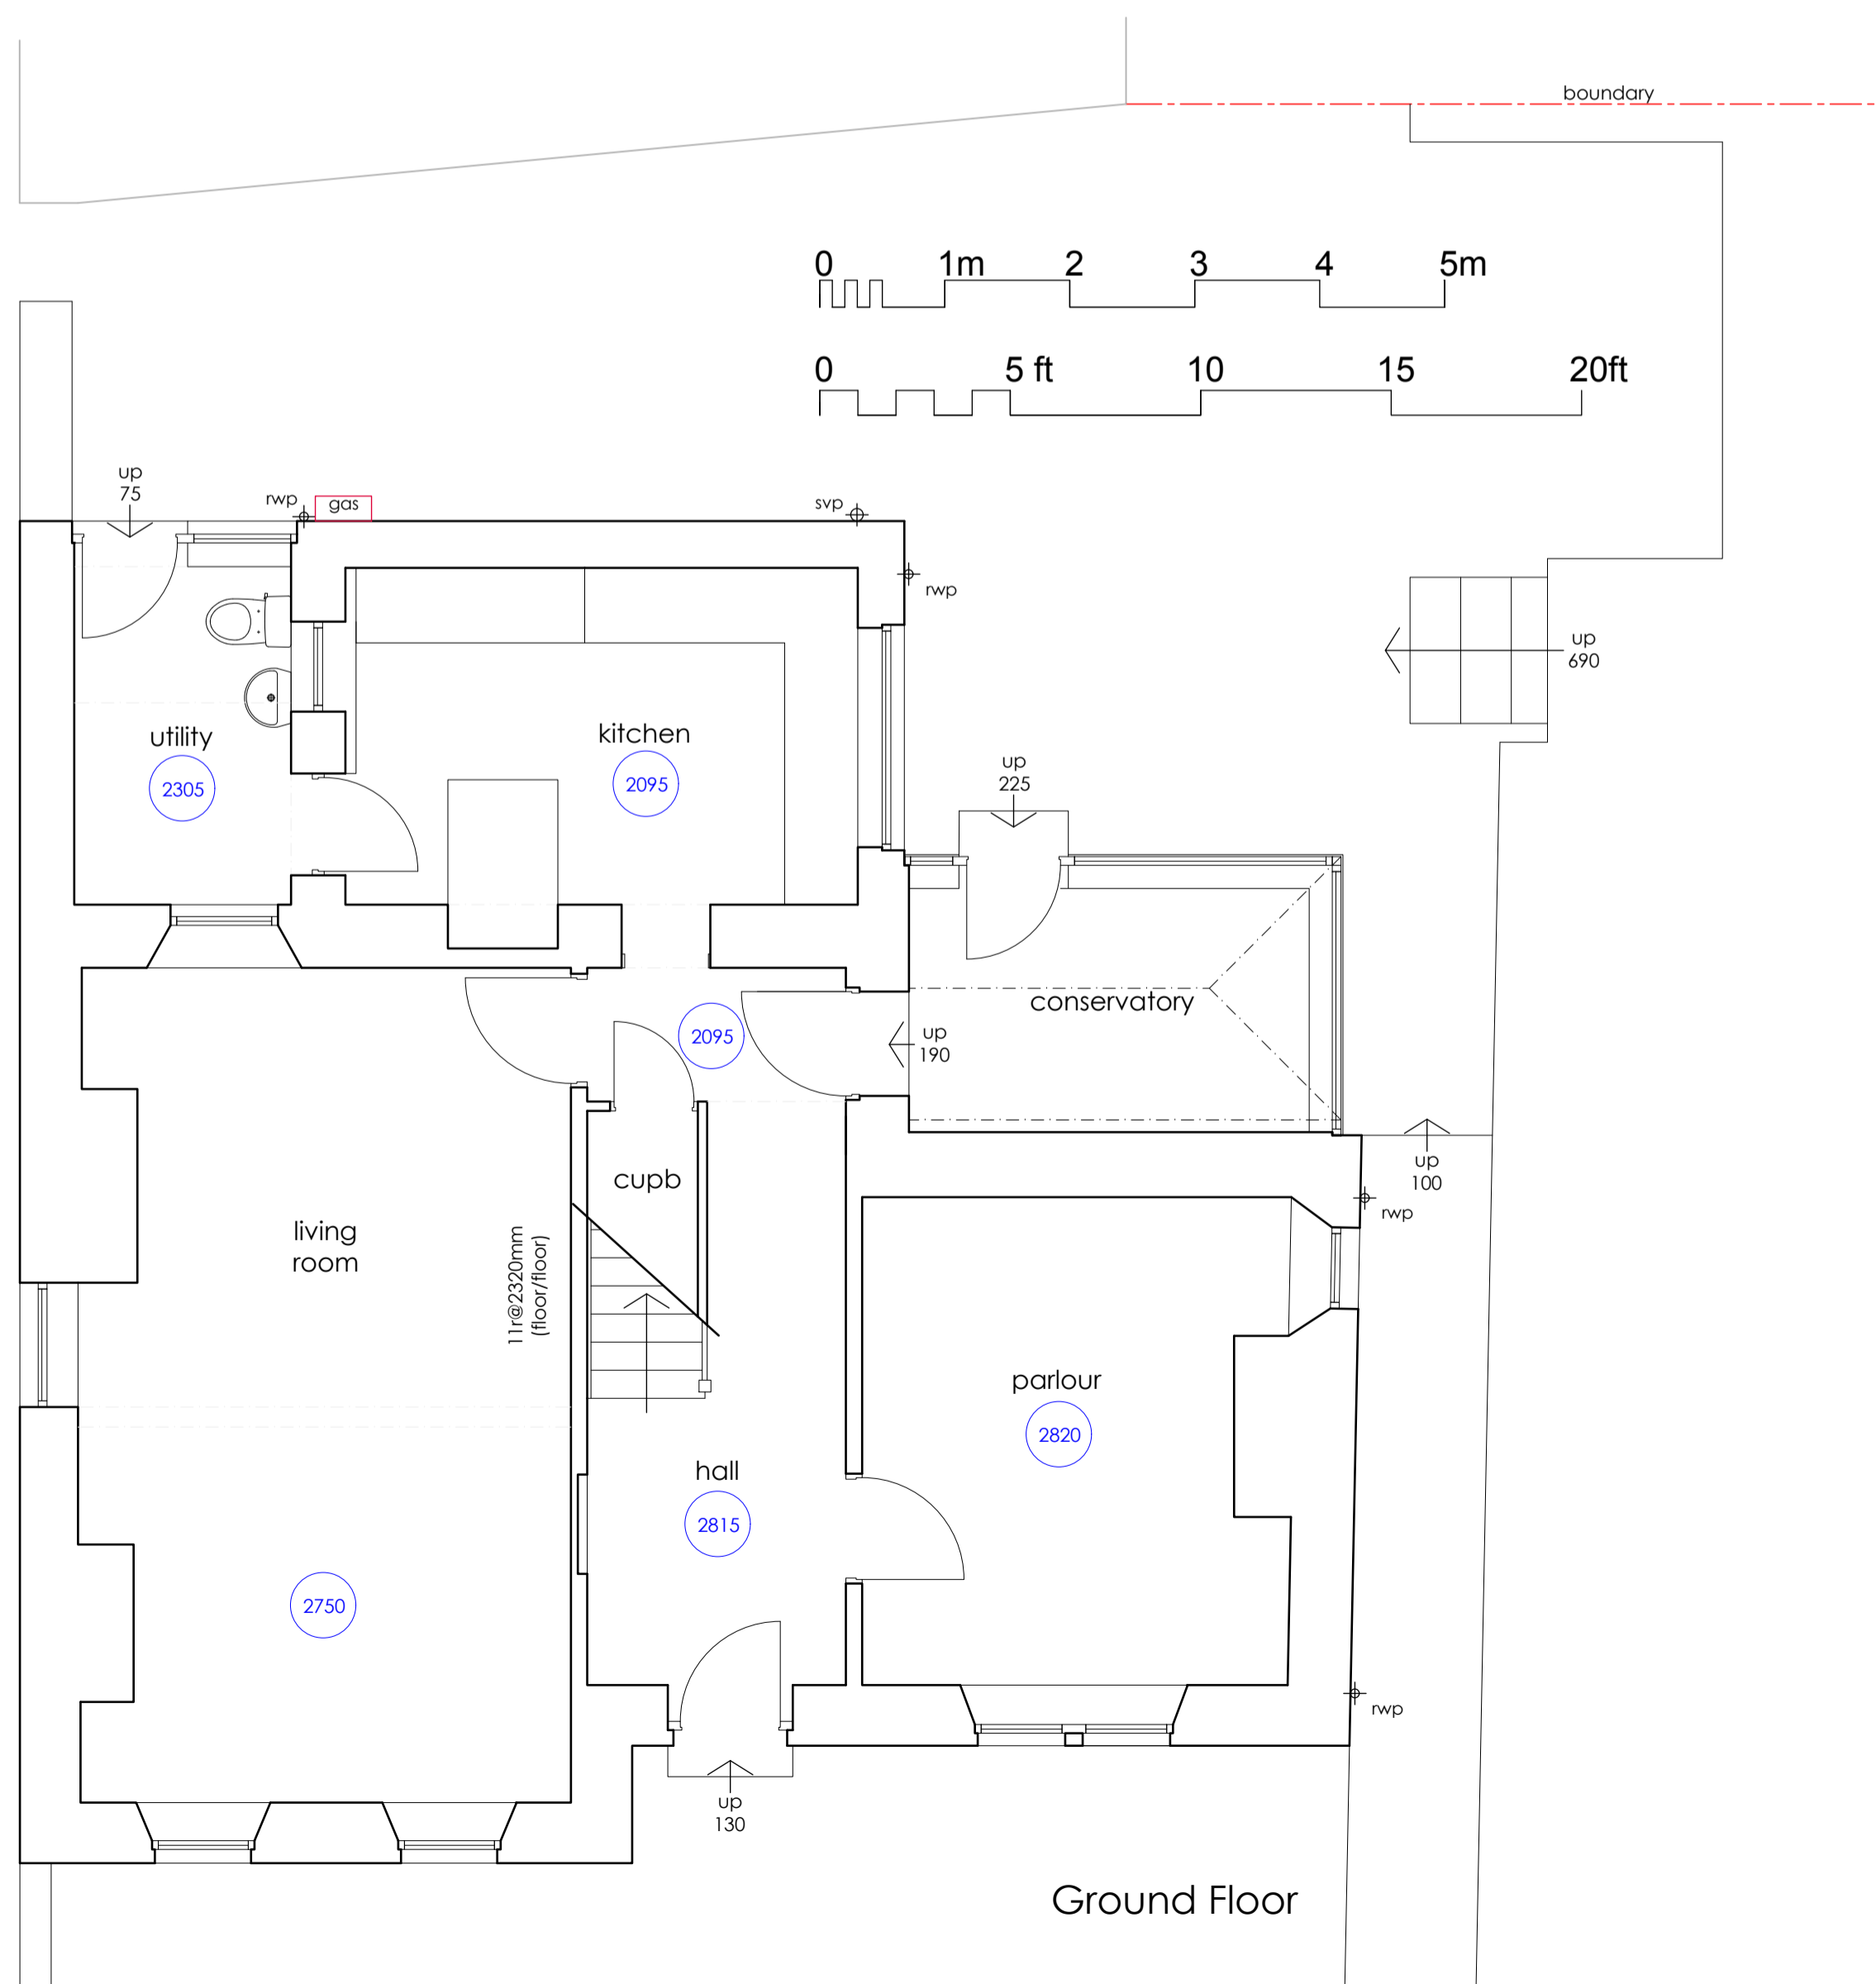 boundary
0 1m 2 3 4 5m
0 5 ft 10 15 20ft
up
75
rwp
gas
svp
rwp
up
690
utility
2305
kitchen
2095
up
225
conservatory
2095
up
190
cupb
up
100
rwp
living
room
11r@2320mm
(floor/floor)
parlour
2820
hall
2815
2750
rwp
up
130
Ground Floor